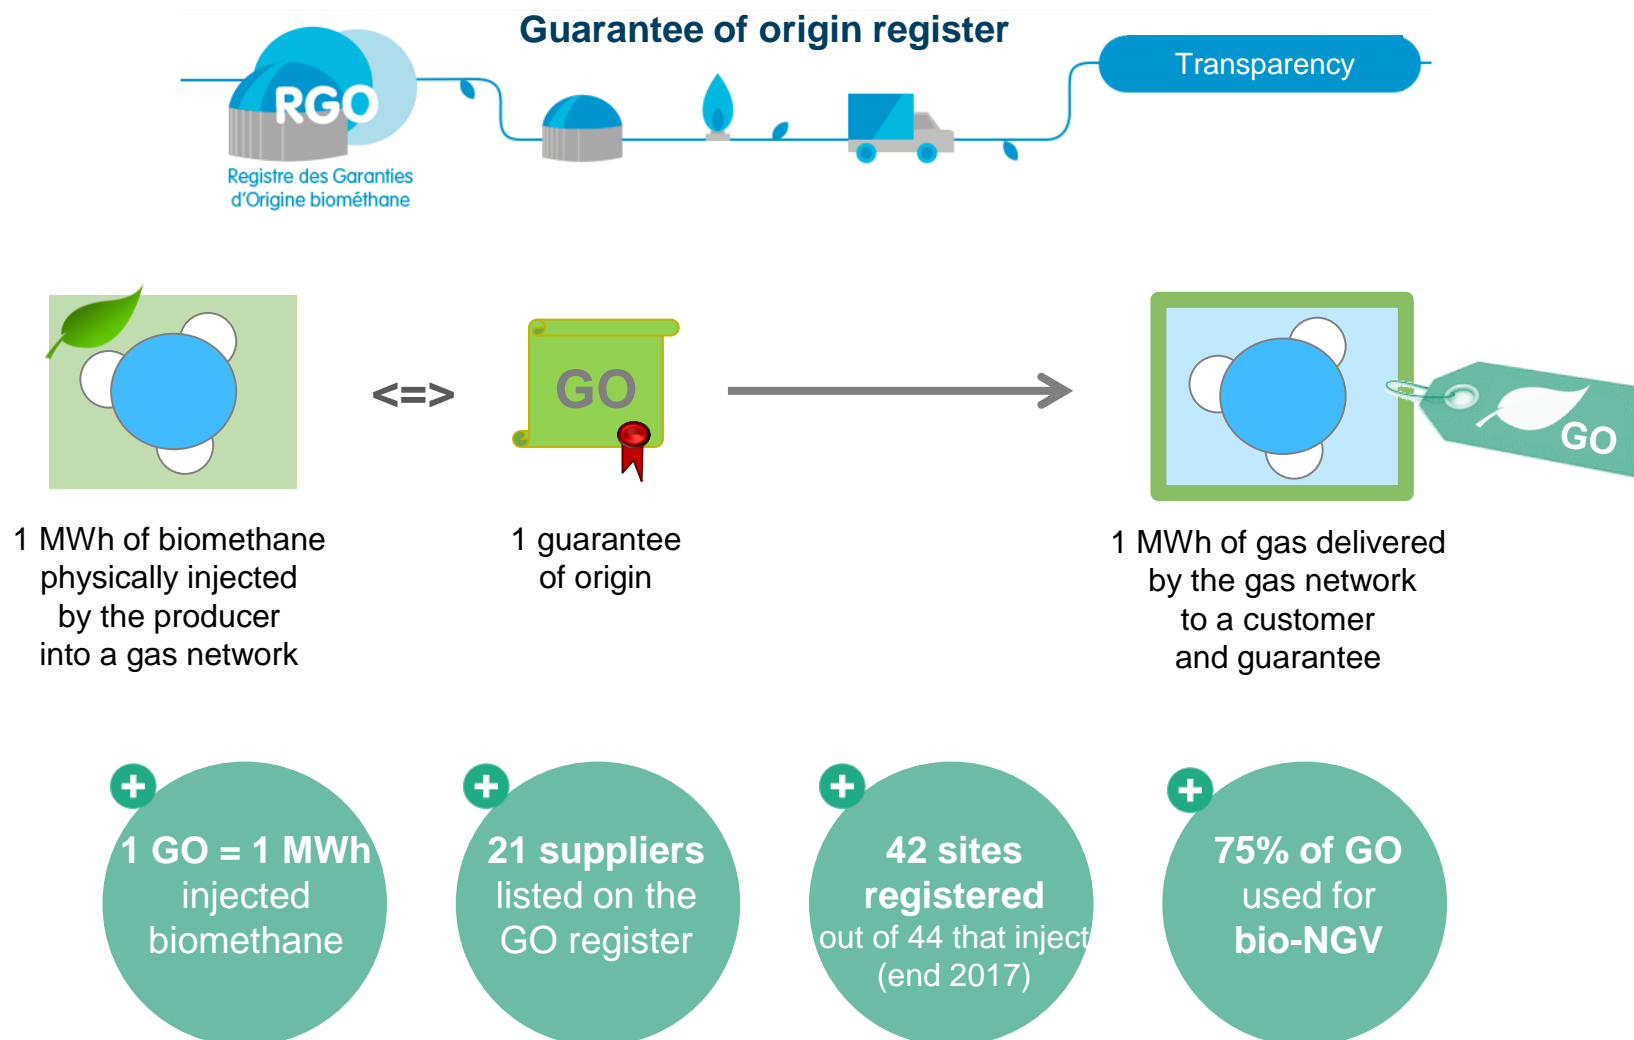 Guarantee of origin register
Transparency
RGO
Registre des Garanties
d'Origine biométhane
<=>
GO
GO
1 MWh of biomethane
physically injected
by the producer
into a gas network
1 guarantee
of origin
1 MWh of gas delivered
by the gas network
to a customer
and guarantee
1 GO = 1 MWh
injected
biomethane
21 suppliers
listed on the
GO register
42 sites
registered
out of 44 that inject
(end 2017)
75% of GO
used for
bio-NGV